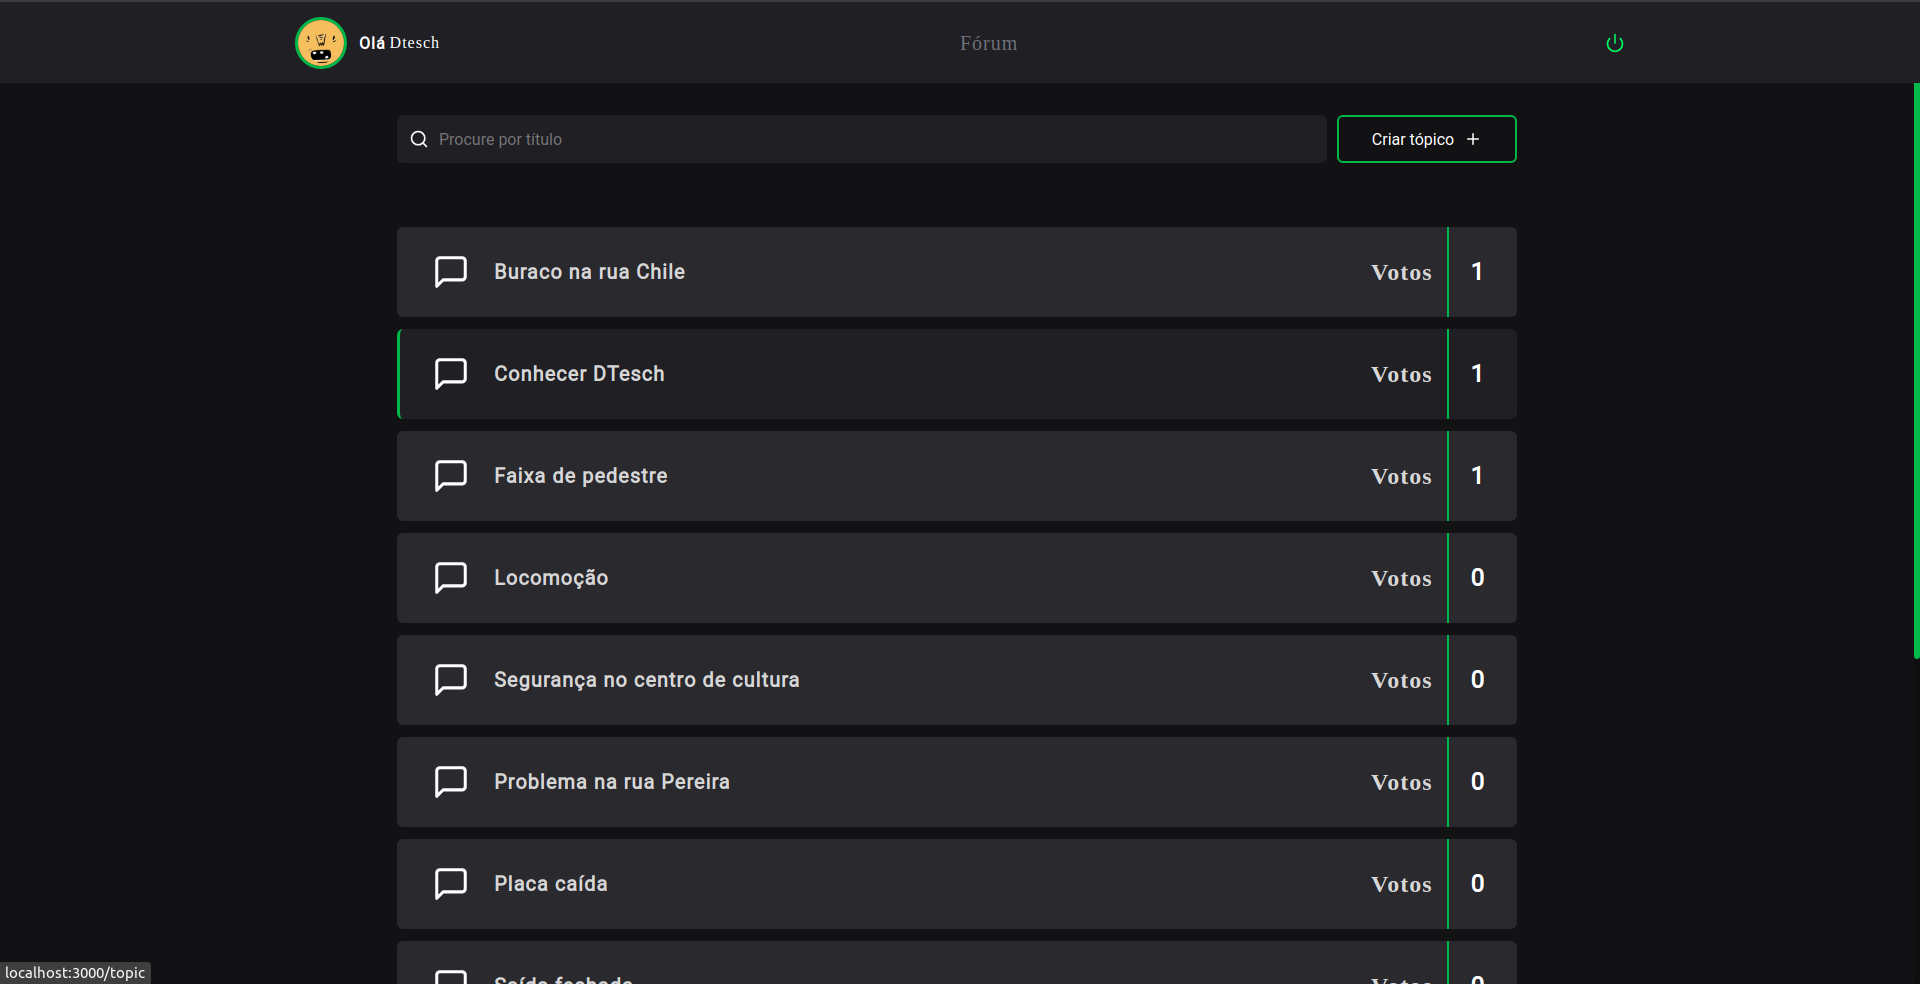 Olá Dtesch
Fórum
Procure por título
Criar tópico +
Buraco na rua Chile Votos 1
Conhecer DTesch Votos 1
Faixa de pedestre Votos 1
Locomoção Votos 0
Segurança no centro de cultura Votos 0
Problema na rua Pereira Votos 0
Placa caída Votos 0
Saída fechada Votos 0
localhost:3000/topic